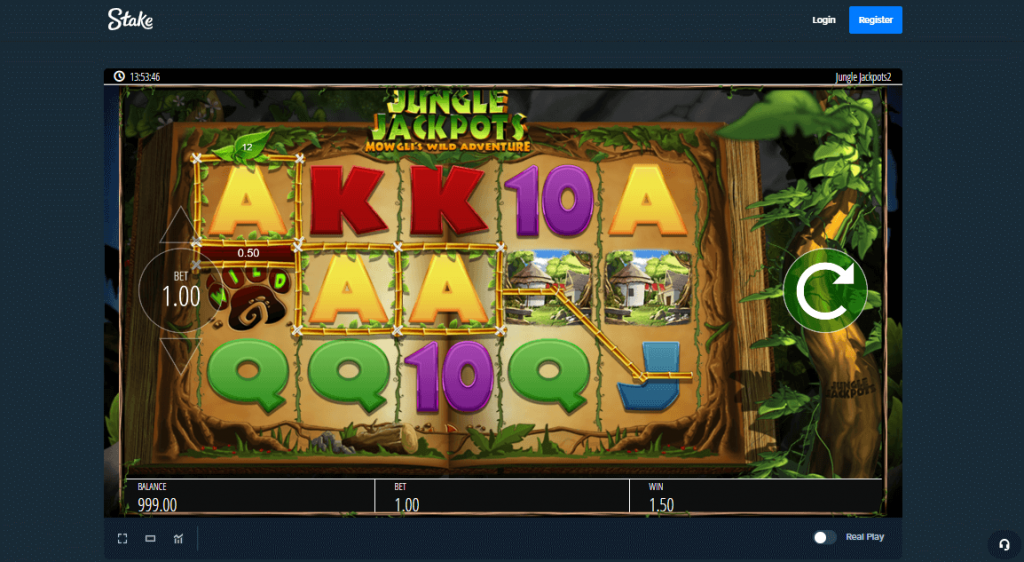 Stake
Login
Register
13:53:46
Jungle Jackpots2
JUNGLE
JACKPOTS
MOWGLI'S WILD ADVENTURE
12
A K K 10 A
0.50
BET
1.00
WILD
A A
Q Q 10 Q J
JUNGLE
JACKPOTS
BALANCE
999.00
BET
1.00
WIN
1.50
Real Play